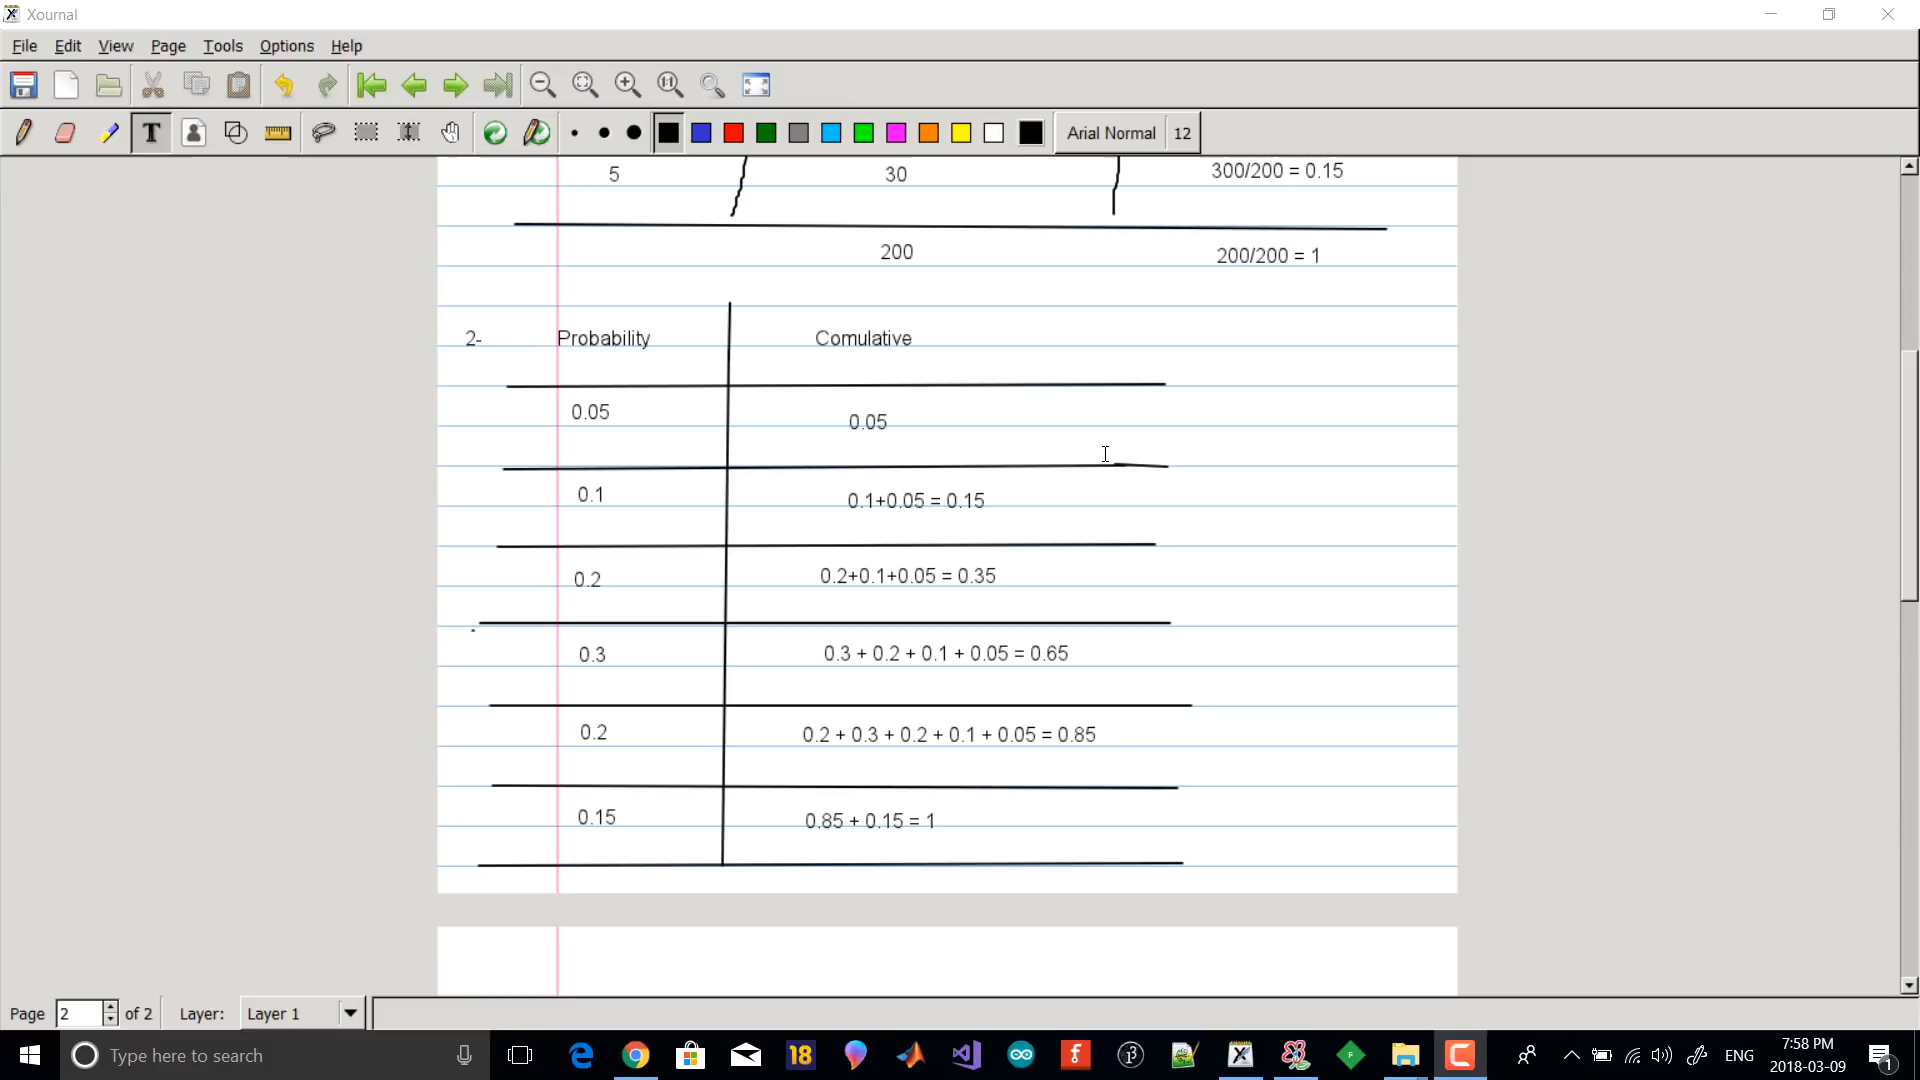 Xournal
File Edit View Page Tools Options Help
T Arial Normal 12
5 30 300/200 = 0.15
200 200/200 = 1
2- Probability Comulative
0.05 0.05
0.1 0.1+0.05 = 0.15
0.2 0.2+0.1+0.05 = 0.35
0.3 0.3 + 0.2 + 0.1 + 0.05 = 0.65
0.2 0.2 + 0.3 + 0.2 + 0.1 + 0.05 = 0.85
0.15 0.85 + 0.15 = 1
Page 2 of 2 Layer: Layer 1
Type here to search 18 ENG 7:58 PM
2018-03-09 1